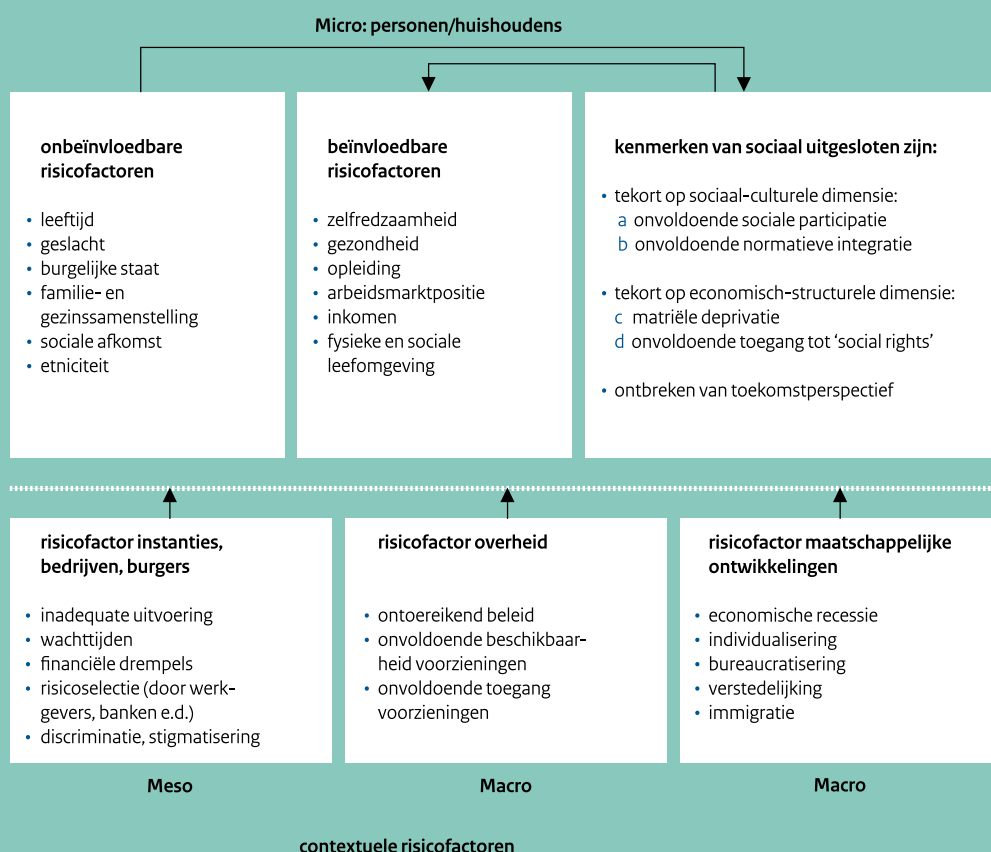 Micro: personen/huishoudens
onbeïnvloedbare
risicofactoren
• leeftijd
• geslacht
• burgelijke staat
• familie- en
gezinssamenstelling
• sociale afkomst
• etniciteit
beïnvloedbare
risicofactoren
• zelfredzaamheid
• gezondheid
• opleiding
• arbeidsmarktpositie
• inkomen
• fysieke en sociale
leefomgeving
kenmerken van sociaal uitgesloten zijn:
• tekort op sociaal-culturele dimensie:
a onvoldoende sociale participatie
b onvoldoende normatieve integratie
• tekort op economisch-structurele dimensie:
c matriële deprivatie
d onvoldoende toegang tot ‘social rights’
• ontbreken van toekomstperspectief
risicofactor instanties,
bedrijven, burgers
• inadequate uitvoering
• wachttijden
• financiële drempels
• risicoselectie (door werk-
gevers, banken e.d.)
• discriminatie, stigmatisering
risicofactor overheid
• ontoereikend beleid
• onvoldoende beschikbaar-
heid voorzieningen
• onvoldoende toegang
voorzieningen
risicofactor maatschappelijke
ontwikkelingen
• economische recessie
• individualisering
• bureaucratisering
• verstedelijking
• immigratie
Meso
Macro
Macro
contextuele risicofactoren